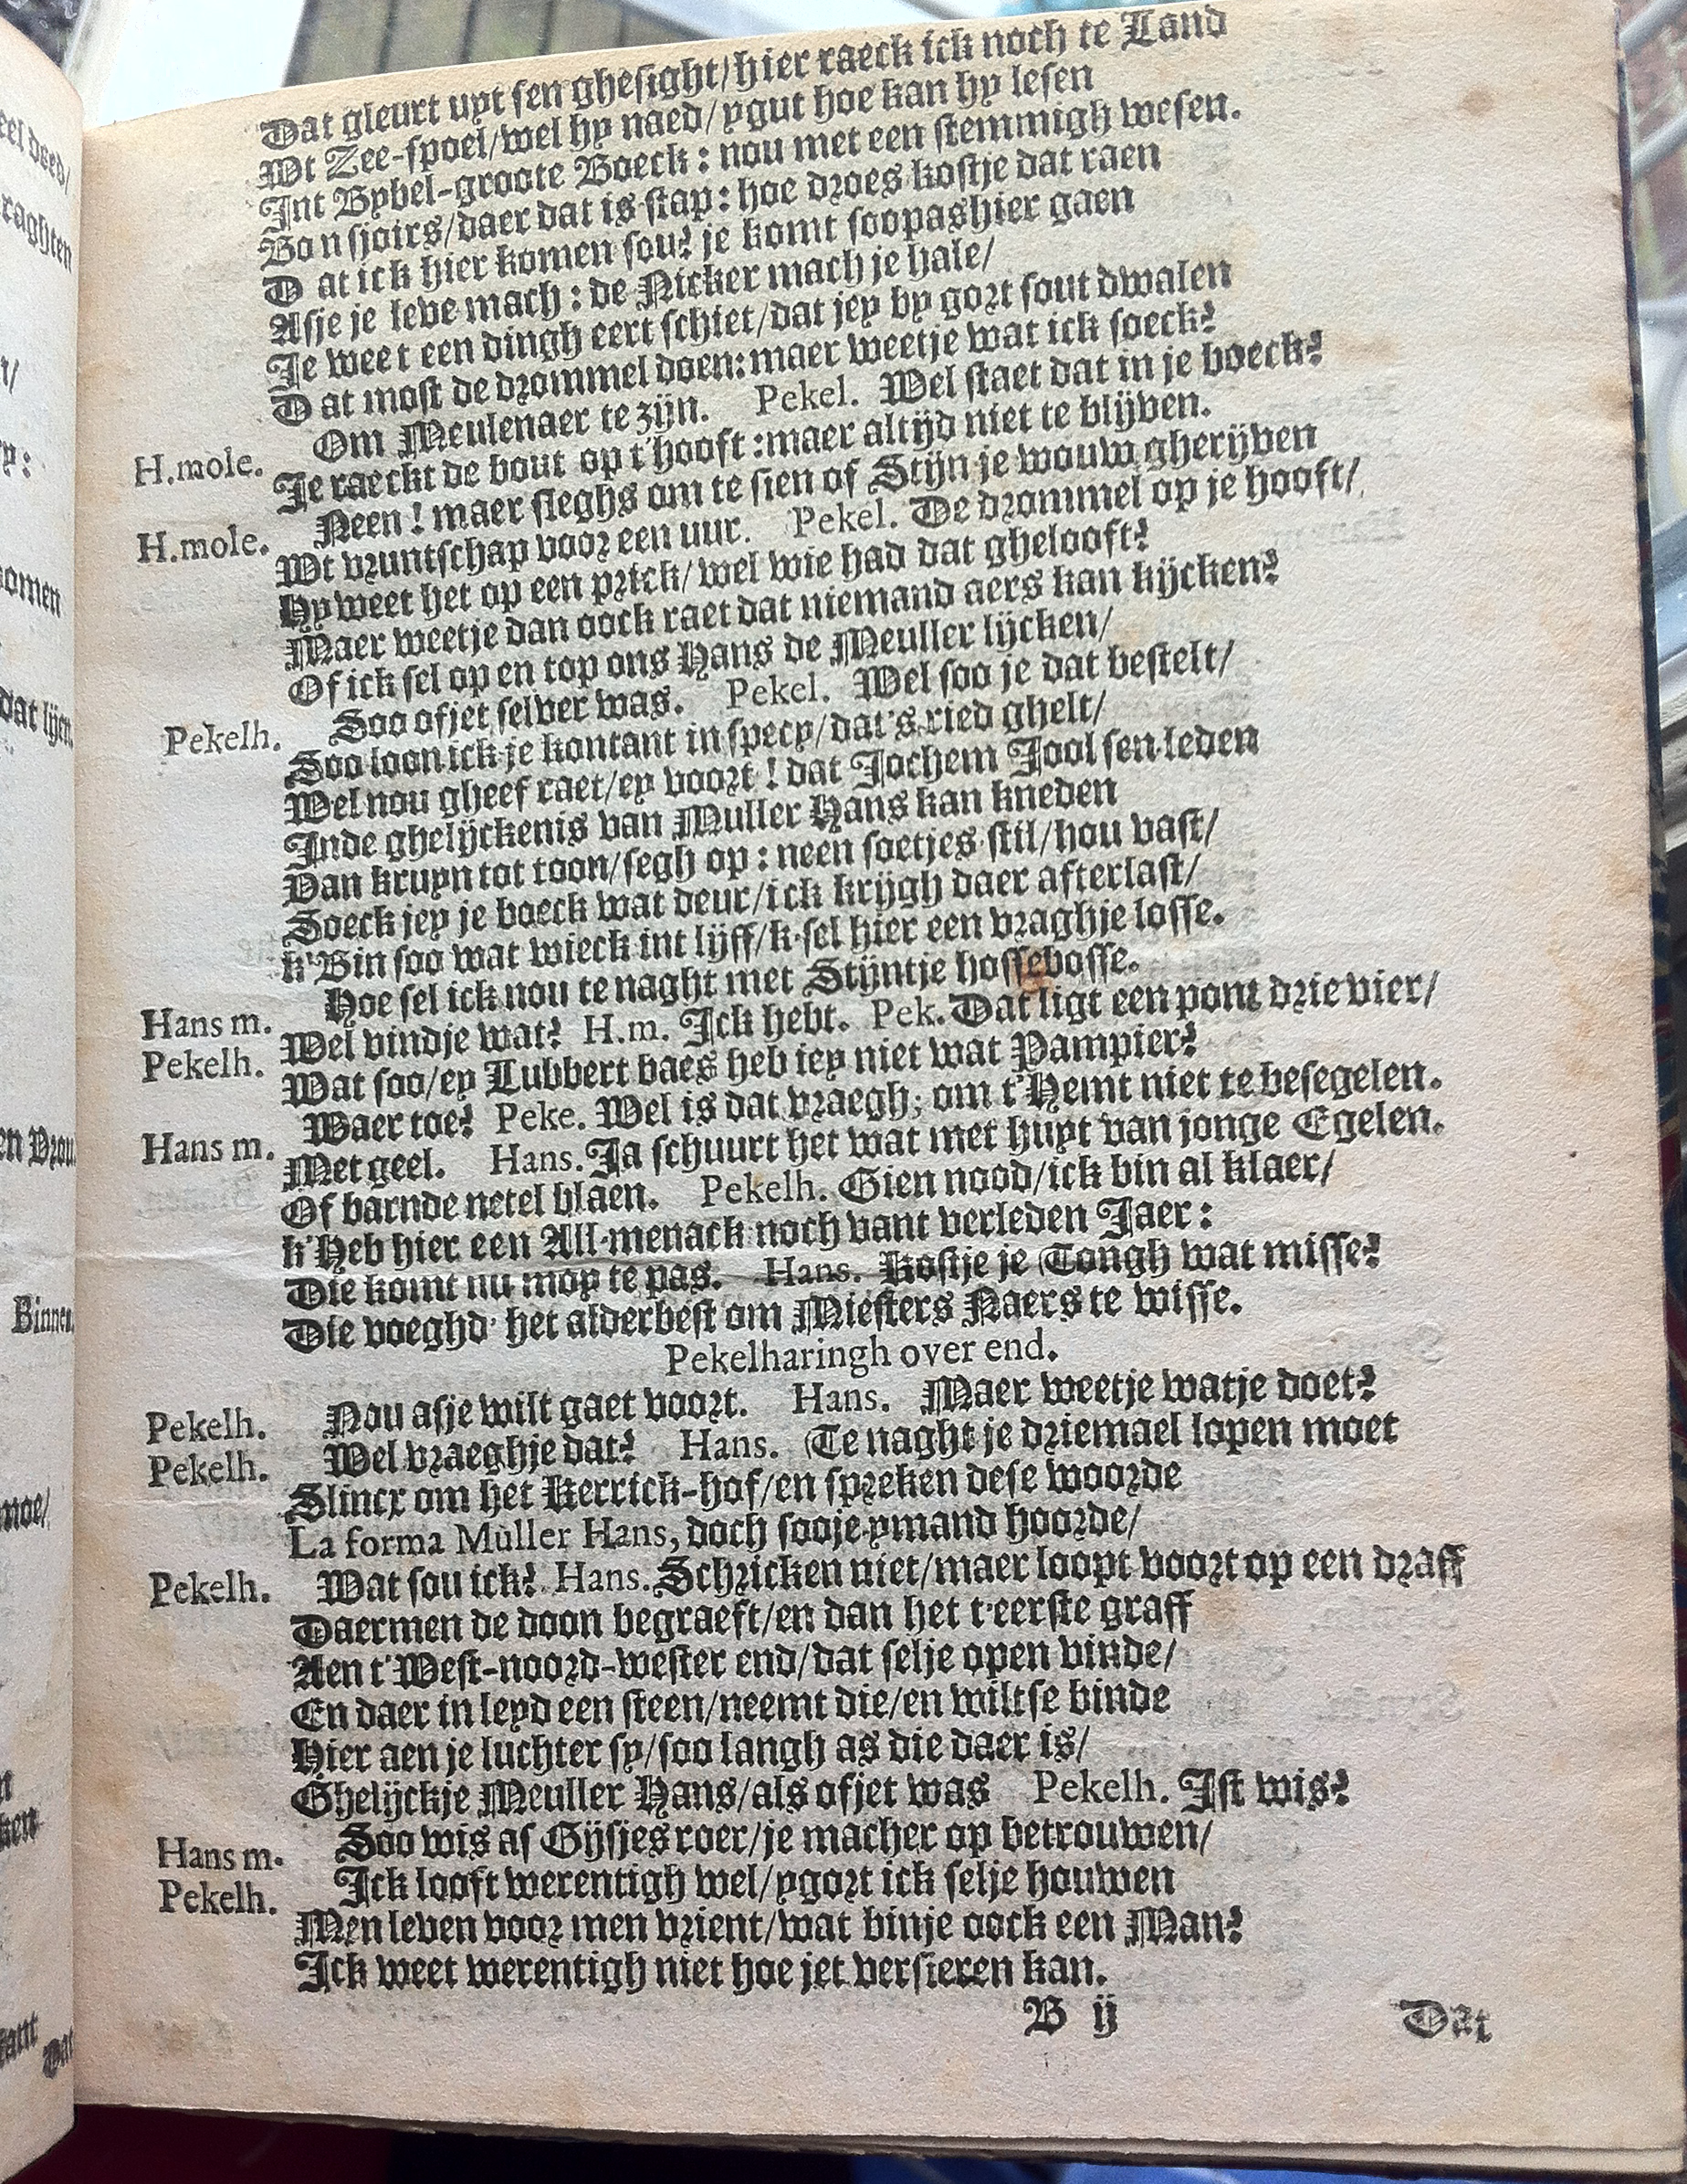 Dat gleurt uyt sen ghesight/hier raeck ick noch te Land
Wt Zee-spoel/wel hy naed/ygut hoe kan hy lesen
Int Bybel-groote Boeck: nou met een stemmigh wesen.
Bonsjoirs/daer dat is stap: hoe droes kostje dat raen
Dat ick hier komen sou? je komt soo pas hier gaen
Asje je leve mach: de Nicker mach je hale/
Je weet een dingh eert schiet/dat jey by gort sout dwalen
Dat most de drommel doen: maer weetje wat ick soeck?
Om Meulenaer te zijn. Pekel. Wel staet dat in je boeck?
H.mole. Je raeckt de bout op t'hooft: maer altijd niet te blijven.
Neen! maer sleghs om te sien of Stijn je wouw gherijven
H.mole. Wt vruntschap voor een uur. Pekel. De drommel op je hooft/
Hy weet het op een prick/wel wie had dat ghelooft?
Maer weetje dan oock raet dat niemand aers kan kijcken?
Of ick sel op en top ons Hans de Meuller lijcken/
Pekelh. Soo ofjet selver was. Pekel. Wel soo je dat bestelt/
Soo loon ick je kontant in specy/dat's ried ghelt/
Wel nou gheef raet/ey voort! dat Jochem Jool sen leden
Inde ghelijckenis van Muller Hans kan kneden
Van kruyn tot toon/segh op: neen soetjes stil/hou vast/
Soeck jey je boeck wat deur/ick krijgh daer afterlast/
k'Bin soo wat wieck int lijff/k sel hier een vraghje losse.
Hans m. Hoe sel ick nou te naght met Stijntje hossebosse.
Pekelh. Wel vindje wat? H.m. Ick hebt. Pek. Dat ligt een pont drie vier/
Wat soo/ey Lubbert baes heb jey niet wat Pampier?
Hans m. Waer toe? Peke. Wel is dat vraegh; om t'Hemt niet te besegelen.
Met geel. Hans. Ja schuurt het wat met huyt van jonge Egelen.
Of barnde netel blaen. Pekelh. Gien nood/ick bin al klaer/
k'Heb hier een All-menack noch vant verleden Jaer:
Die komt nu moy te pas. Hans. Kostje je Tongh wat misse?
Die voeghd' het alderbest om Miesters Naers te wisse.
Pekelharingh over end.
Pekelh. Nou asje wilt gaet voort. Hans. Maer weetje watje doet?
Pekelh. Wel vraeghje dat? Hans. Te naght je driemael lopen moet
Slincx om het Kerrick-hof/en spreken dese woorde
La forma Muller Hans, doch sooje ymand hoorde/
Pekelh. Wat sou ick? Hans. Schricken niet/maer loopt voort op een draff
Daermen de doon begraeft/en dan het t'eerste graff
Aen t'West-noord-wester end/dat selje open vinde/
En daer in leyd een steen/neemt die/en wiltse binde
Hier aen je luchter sy/soo langh as die daer is/
Ghelijckje Meuller Hans/als ofjet was Pekelh. Ist wis?
Hans m. Soo wis as Gijsjes roer/je macher op betrouwen/
Pekelh. Ick looft werentigh wel/ygort ick selje houwen
Men leven voor men vrient/wat binje oock een Man?
Ick weet werentigh niet hoe jet versieren kan.
B ij Dat